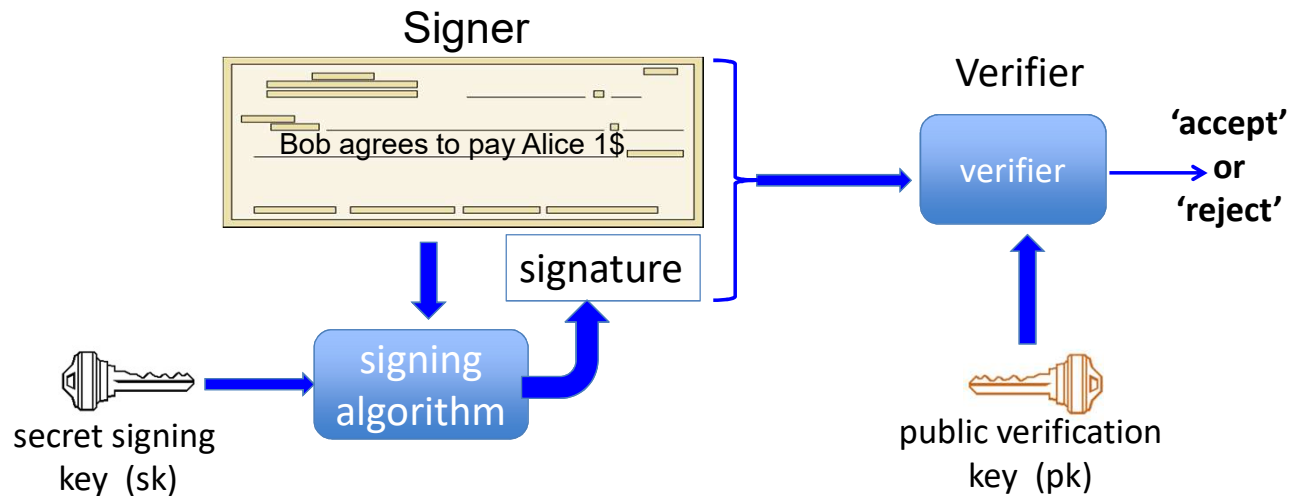 Signer
Bob agrees to pay Alice 1$
signature
signing
algorithm
secret signing
key (sk)
Verifier
verifier
‘accept’
or
‘reject’
public verification
key (pk)